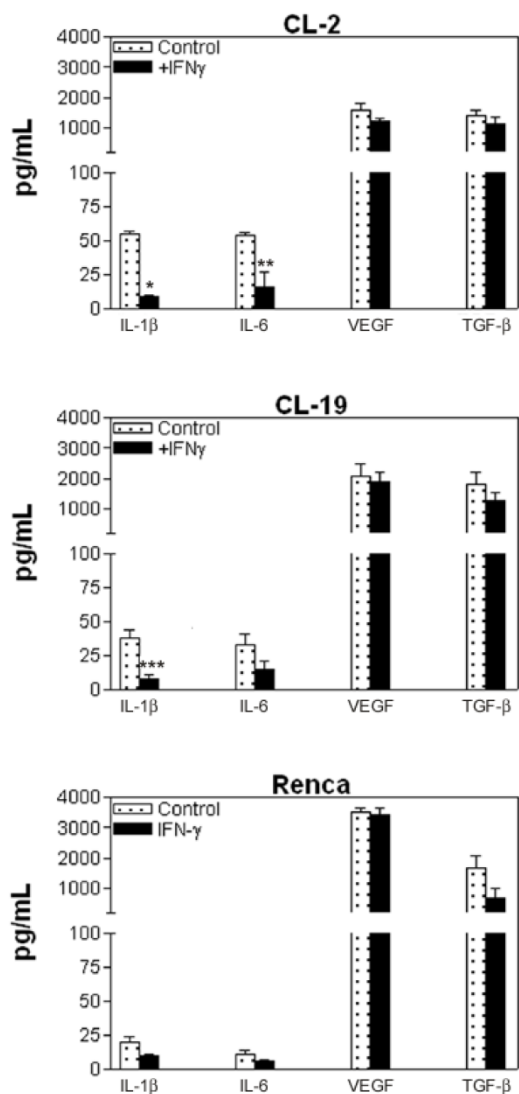 CL-2
Control
+IFNγ
pg/mL
4000
3000
2000
1000
100
75
50
25
0
*
**
IL-1β IL-6 VEGF TGF-β
CL-19
Control
+IFNγ
pg/mL
4000
3000
2000
1000
100
75
50
25
0
***
IL-1β IL-6 VEGF TGF-β
Renca
Control
IFN-γ
pg/mL
4000
3000
2000
1000
100
75
50
25
0
IL-1β IL-6 VEGF TGF-β